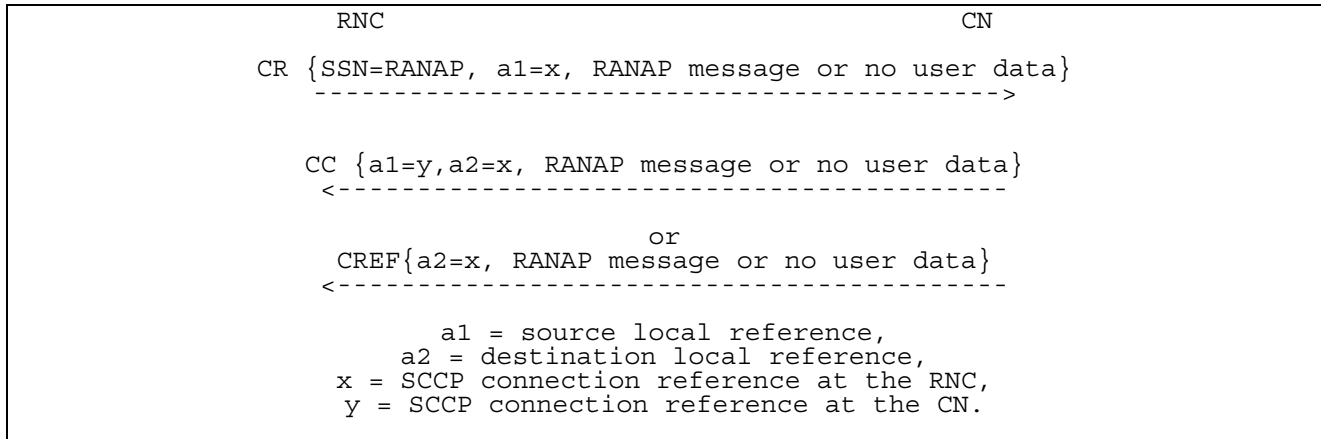 RNC CN
CR {SSN=RANAP, a1=x, RANAP message or no user data}
------------------------------------------->
CC {a1=y,a2=x, RANAP message or no user data}
<------------------------------------------
or
CREF{a2=x, RANAP message or no user data}
<------------------------------------------
a1 = source local reference,
a2 = destination local reference,
x = SCCP connection reference at the RNC,
y = SCCP connection reference at the CN.